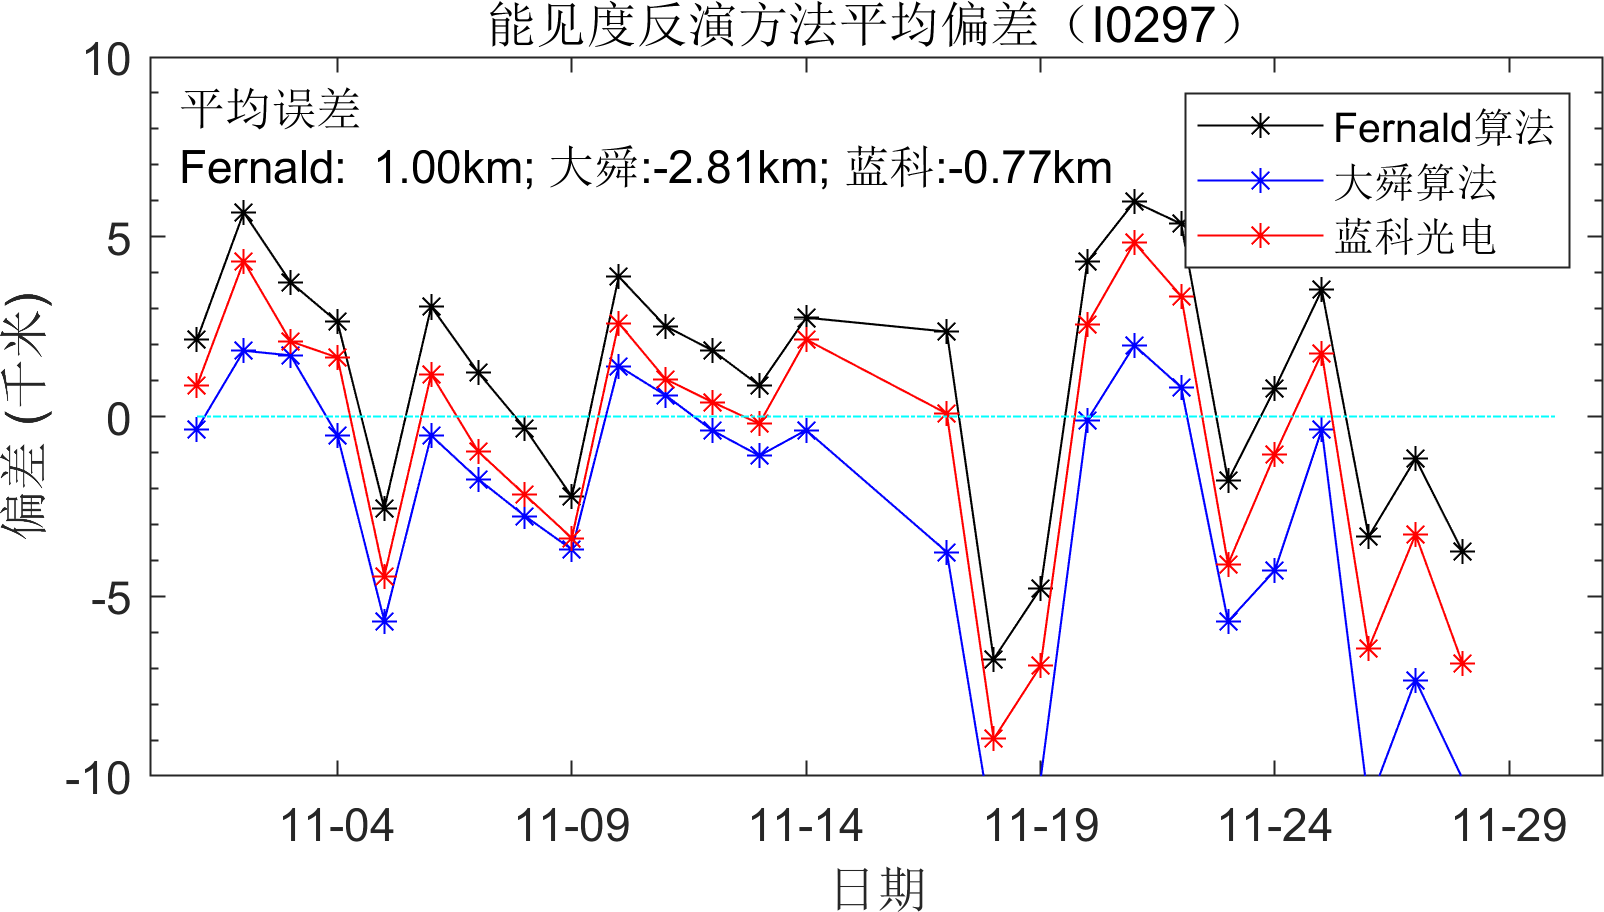 能见度反演方法平均偏差（I0297）
平均误差
Fernald:  1.00km; 大舜:-2.81km; 蓝科:-0.77km
Fernald算法
大舜算法
蓝科光电
10
5
0
-5
-10
偏差 (千米)
11-04 11-09 11-14 11-19 11-24 11-29
日期